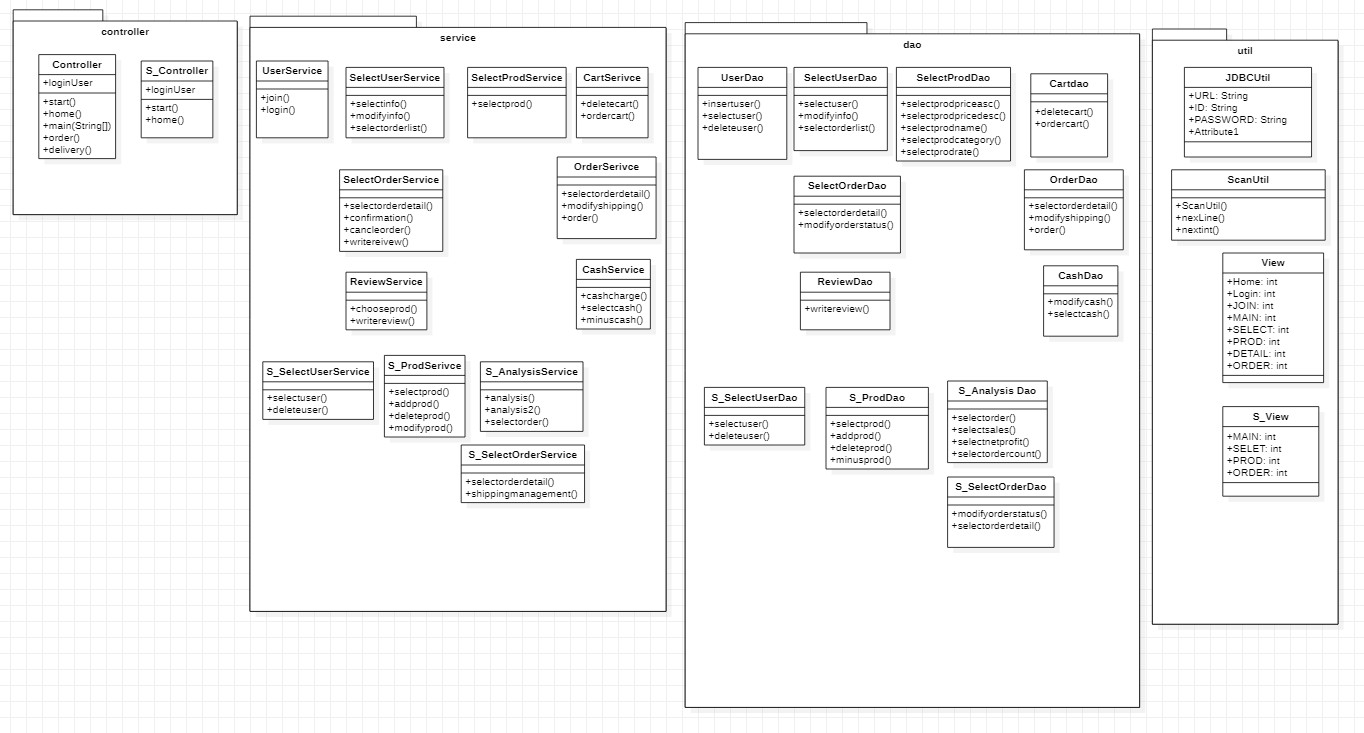 controller
Controller
+loginUser
+start()
+home()
+main(String[])
+order()
+delivery()
S_Controller
+loginUser
+start()
+home()
service
UserService
+join()
+login()
SelectUserService
+selectinfo()
+modifyinfo()
+selectorderlist()
SelectProdService
+selectprod()
CartSerivce
+deletecart()
+ordercart()
SelectOrderService
+selectorderdetail()
+confirmation()
+cancleorder()
+writereivew()
OrderSerivce
+selectorderdetail()
+modifyshipping()
+order()
ReviewService
+chooseprod()
+writereview()
CashService
+cashcharge()
+selectcash()
+minuscash()
S_SelectUserService
+selectuser()
+deleteuser()
S_ProdSerivce
+selectprod()
+addprod()
+deleteprod()
+modifyprod()
S_AnalysisService
+analysis()
+analysis2()
+selectorder()
S_SelectOrderService
+selectorderdetail()
+shippingmanagement()
dao
UserDao
+insertuser()
+selectuser()
+deleteuser()
SelectUserDao
+selectuser()
+modifyinfo()
+selectorderlist()
SelectProdDao
+selectprodpriceasc()
+selectprodpricedesc()
+selectprodname()
+selectprodcategory()
+selectprodrate()
Cartdao
+deletecart()
+ordercart()
SelectOrderDao
+selectorderdetail()
+modifyorderstatus()
OrderDao
+selectorderdetail()
+modifyshipping()
+order()
ReviewDao
+writereview()
CashDao
+modifycash()
+selectcash()
S_SelectUserDao
+selectuser()
+deleteuser()
S_ProdDao
+selectprod()
+addprod()
+deleteprod()
+minusprod()
S_Analysis Dao
+selectorder()
+selectsales()
+selectnetprofit()
+selectordercount()
S_SelectOrderDao
+modifyorderstatus()
+selectorderdetail()
util
JDBCUtil
+URL: String
+ID: String
+PASSWORD: String
+Attribute1
ScanUtil
+ScanUtil()
+nexLine()
+nextint()
View
+Home: int
+Login: int
+JOIN: int
+MAIN: int
+SELECT: int
+PROD: int
+DETAIL: int
+ORDER: int
S_View
+MAIN: int
+SELET: int
+PROD: int
+ORDER: int